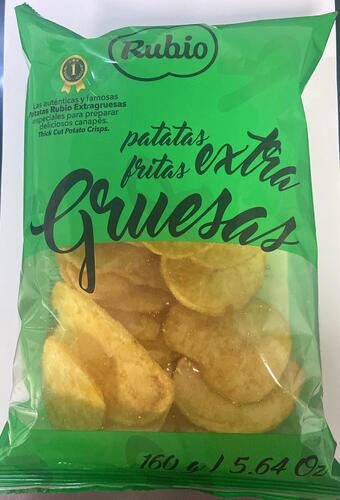 Rubio
1
Las auténticas y famosas
Patatas Rubio Extragruesas
especiales para preparar
deliciosos canapés.
Thick Cut Potato Crisps.
patatas
fritas extra
Gruesas
160 g / 5.64 Oz